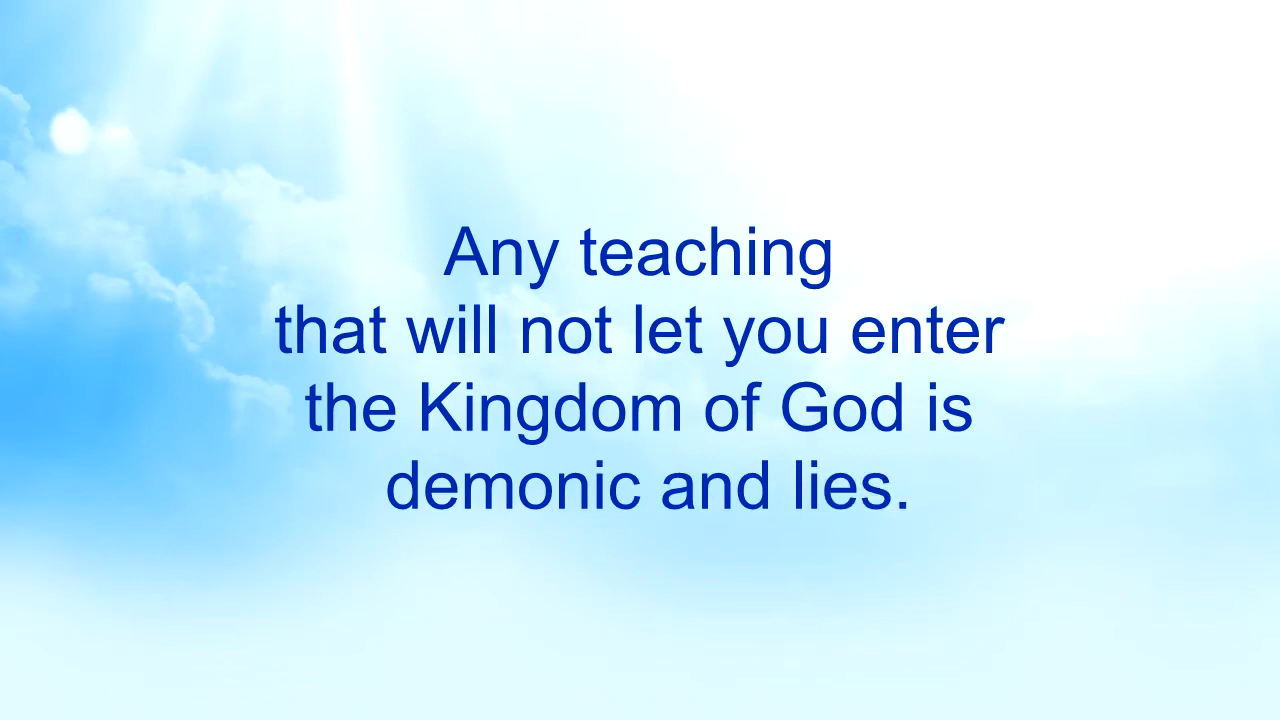 Any teaching
that will not let you enter
the Kingdom of God is
demonic and lies.